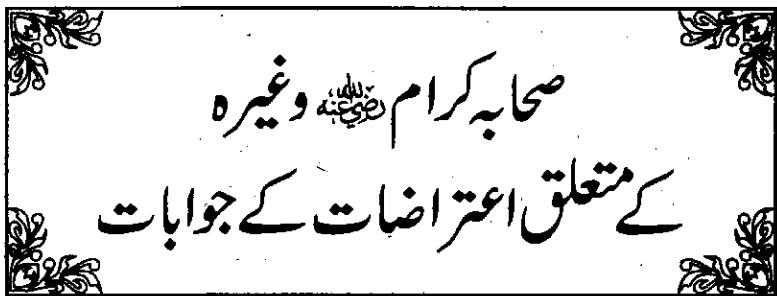 صحابہ کرام رضی اللہ عنہ وغیرہ
کے متعلق اعتراضات کے جوابات